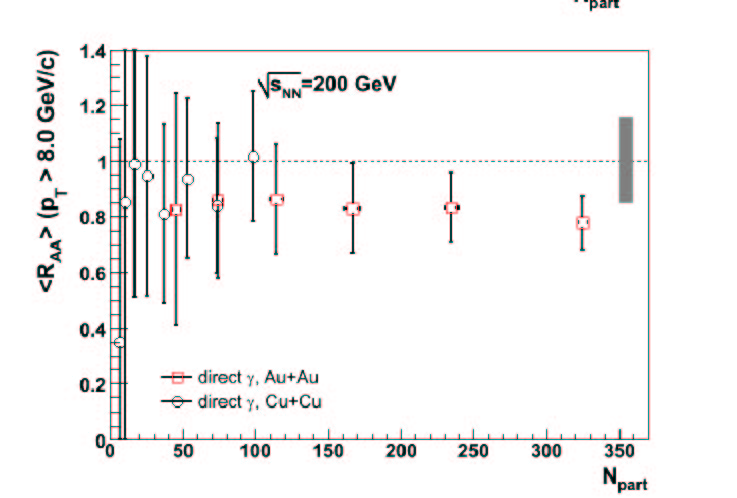 Npart
<RAA> (pT > 8.0 GeV/c)
1.4
1.2
1
0.8
0.6
0.4
0.2
0
√sNN=200 GeV
direct γ, Au+Au
direct γ, Cu+Cu
0 50 100 150 200 250 300 350
Npart